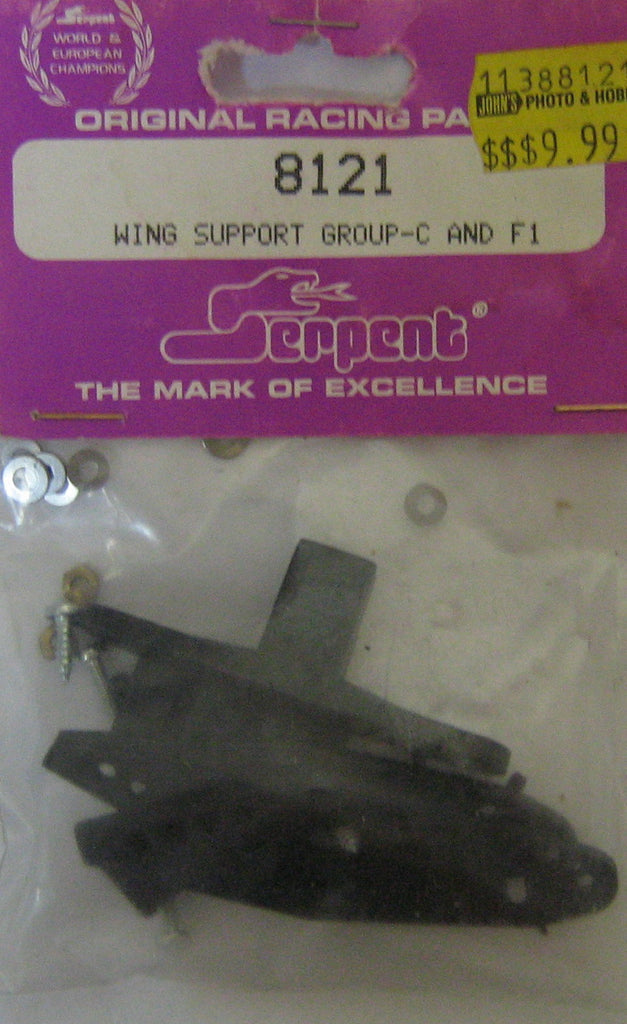 Serpent
WORLD &
EUROPEAN
CHAMPIONS
11388121
JOHN'S PHOTO & HOB
$$$9.99
ORIGINAL RACING PA
8121
WING SUPPORT GROUP-C AND F1
Serpent®
THE MARK OF EXCELLENCE